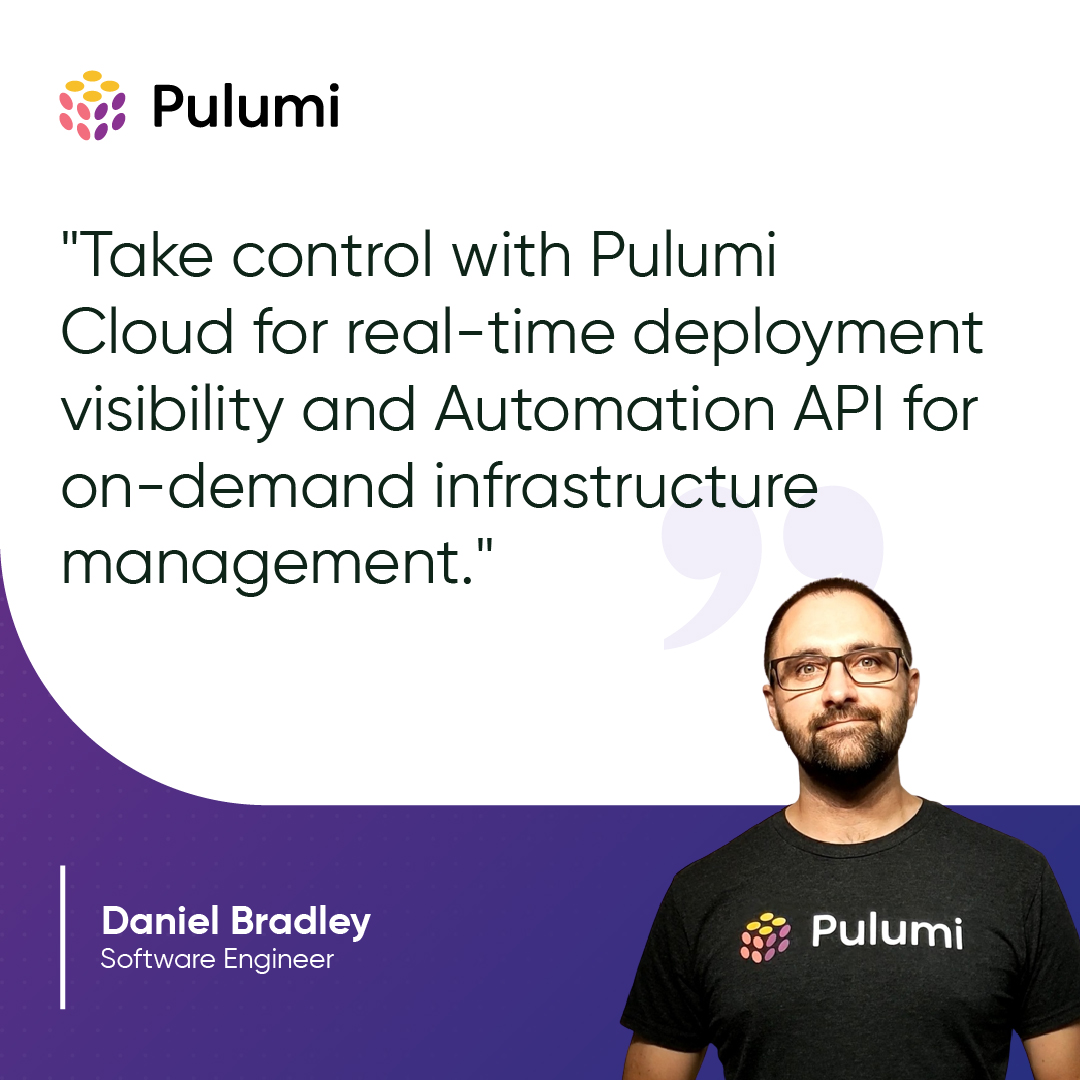 Pulumi
"Take control with Pulumi
Cloud for real-time deployment
visibility and Automation API for
on-demand infrastructure
management."
Daniel Bradley
Software Engineer
Pulumi